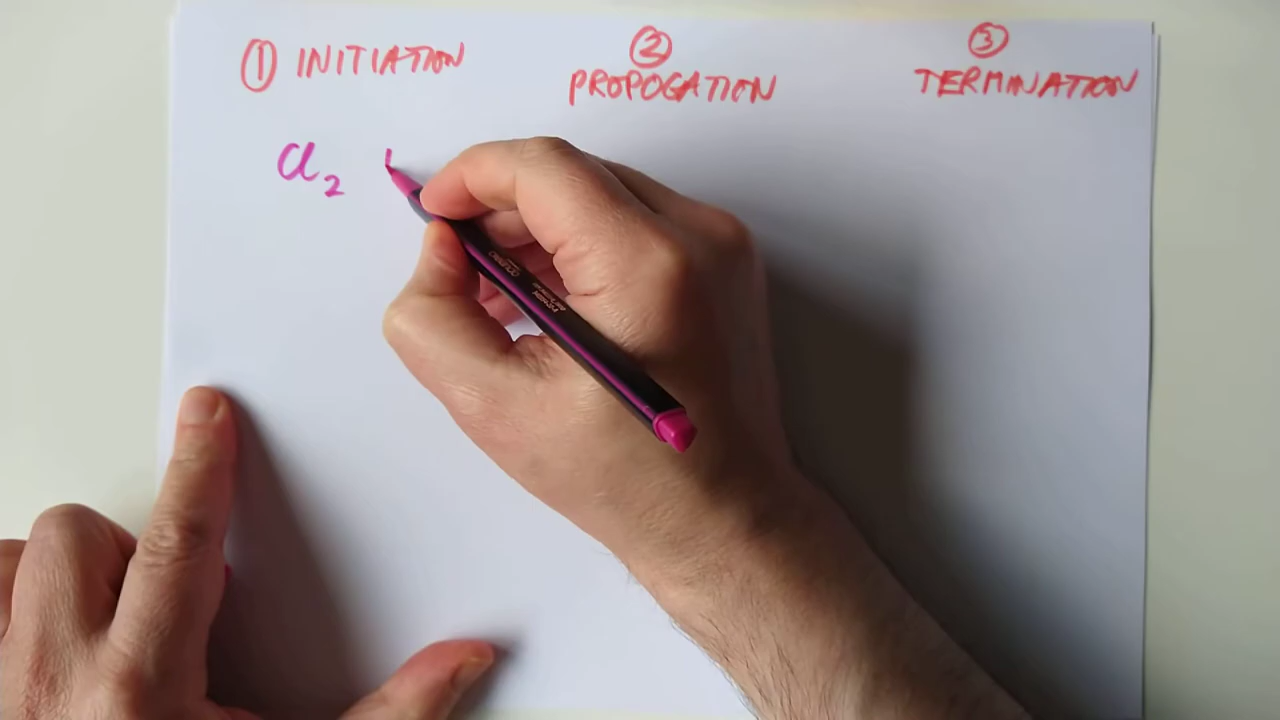 ① INITIATION
② PROPOGATION
③ TERMINATION
Cl₂